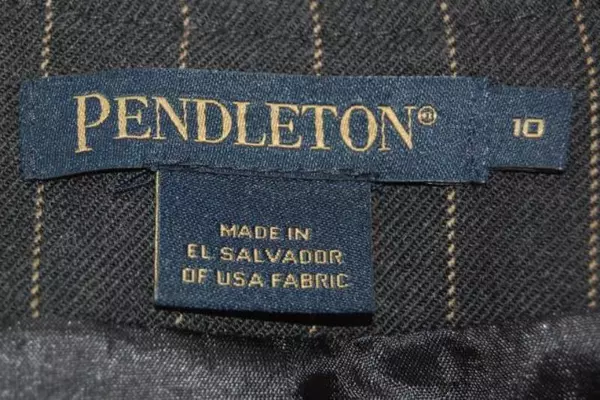 PENDLETON® 10
MADE IN
EL SALVADOR
OF USA FABRIC